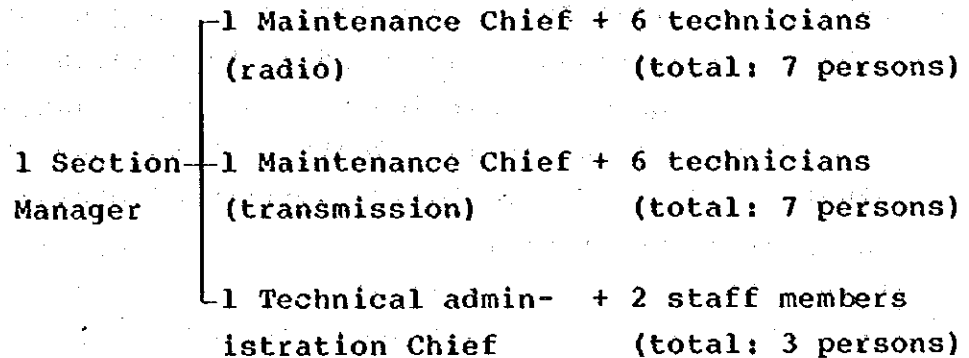 1 Maintenance Chief + 6 technicians
(radio) (total: 7 persons)
1 Section 1 Maintenance Chief + 6 technicians
Manager (transmission) (total: 7 persons)
1 Technical admin- + 2 staff members
istration Chief (total: 3 persons)